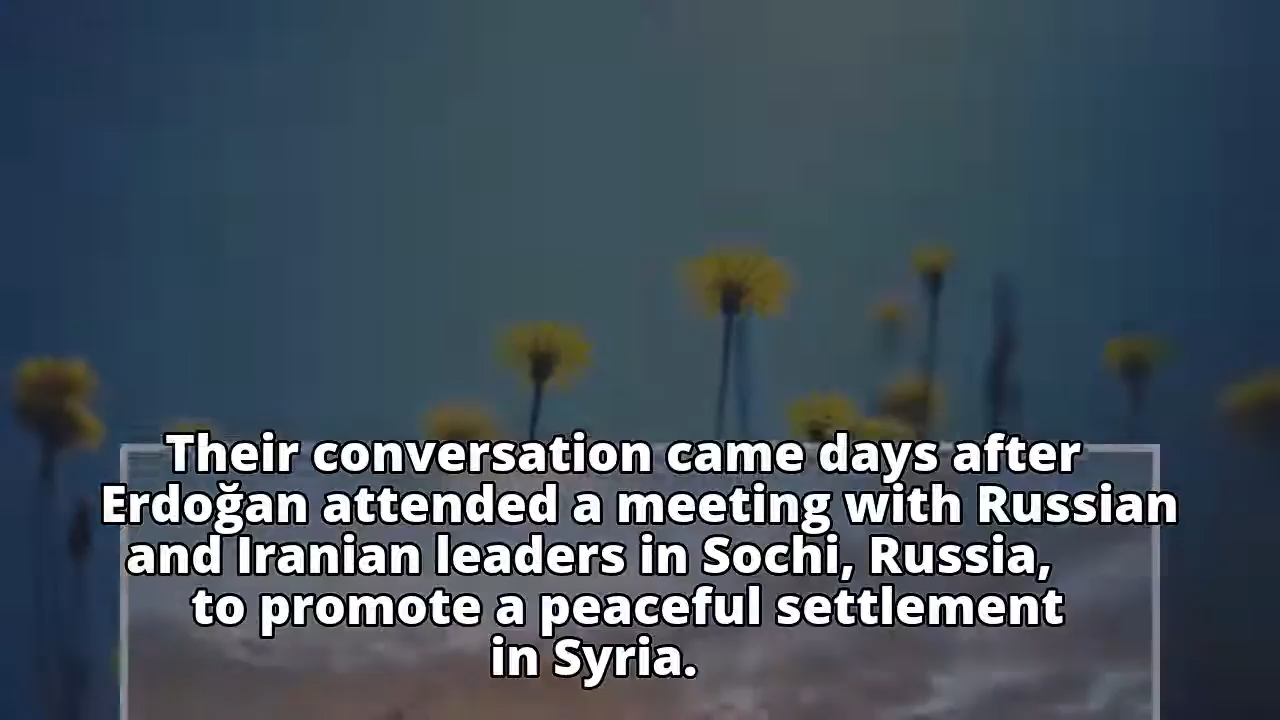 Their conversation came days after
Erdoğan attended a meeting with Russian
and Iranian leaders in Sochi, Russia,
to promote a peaceful settlement
in Syria.